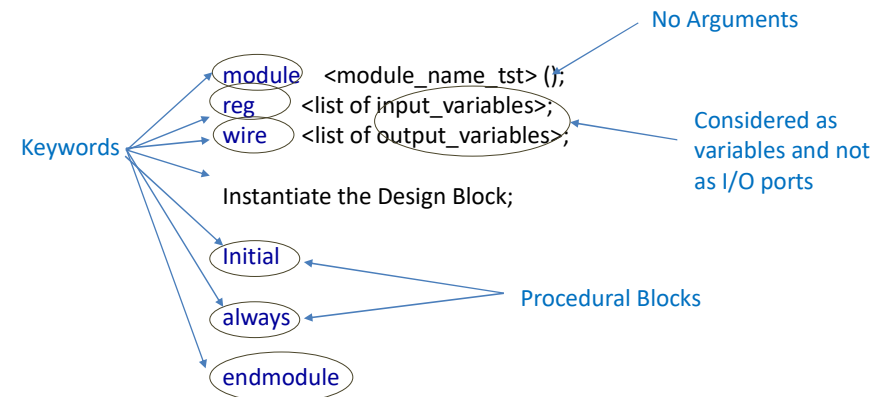 No Arguments
module <module_name_tst> ();
reg <list of input_variables>;
wire <list of output_variables>;
Considered as
variables and not
as I/O ports
Keywords
Instantiate the Design Block;
Initial
Procedural Blocks
always
endmodule